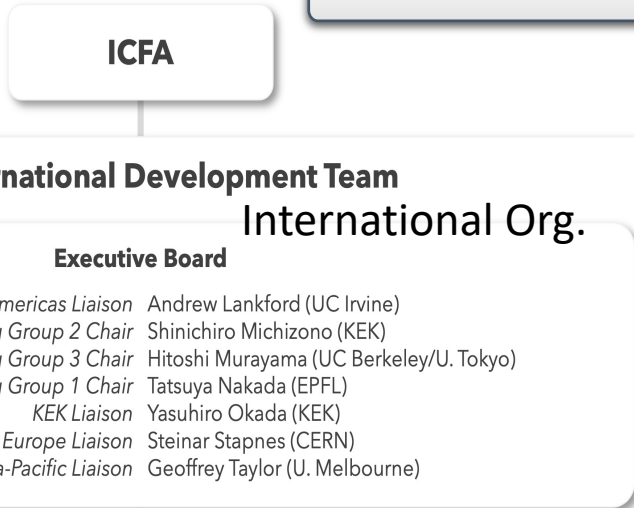 ICFA
rnational Development Team
International Org.
Executive Board
mericas Liaison Andrew Lankford (UC Irvine)
Group 2 Chair Shinichiro Michizono (KEK)
Group 3 Chair Hitoshi Murayama (UC Berkeley/U. Tokyo)
Group 1 Chair Tatsuya Nakada (EPFL)
KEK Liaison Yasuhiro Okada (KEK)
Europe Liaison Steinar Stapnes (CERN)
a-Pacific Liaison Geoffrey Taylor (U. Melbourne)